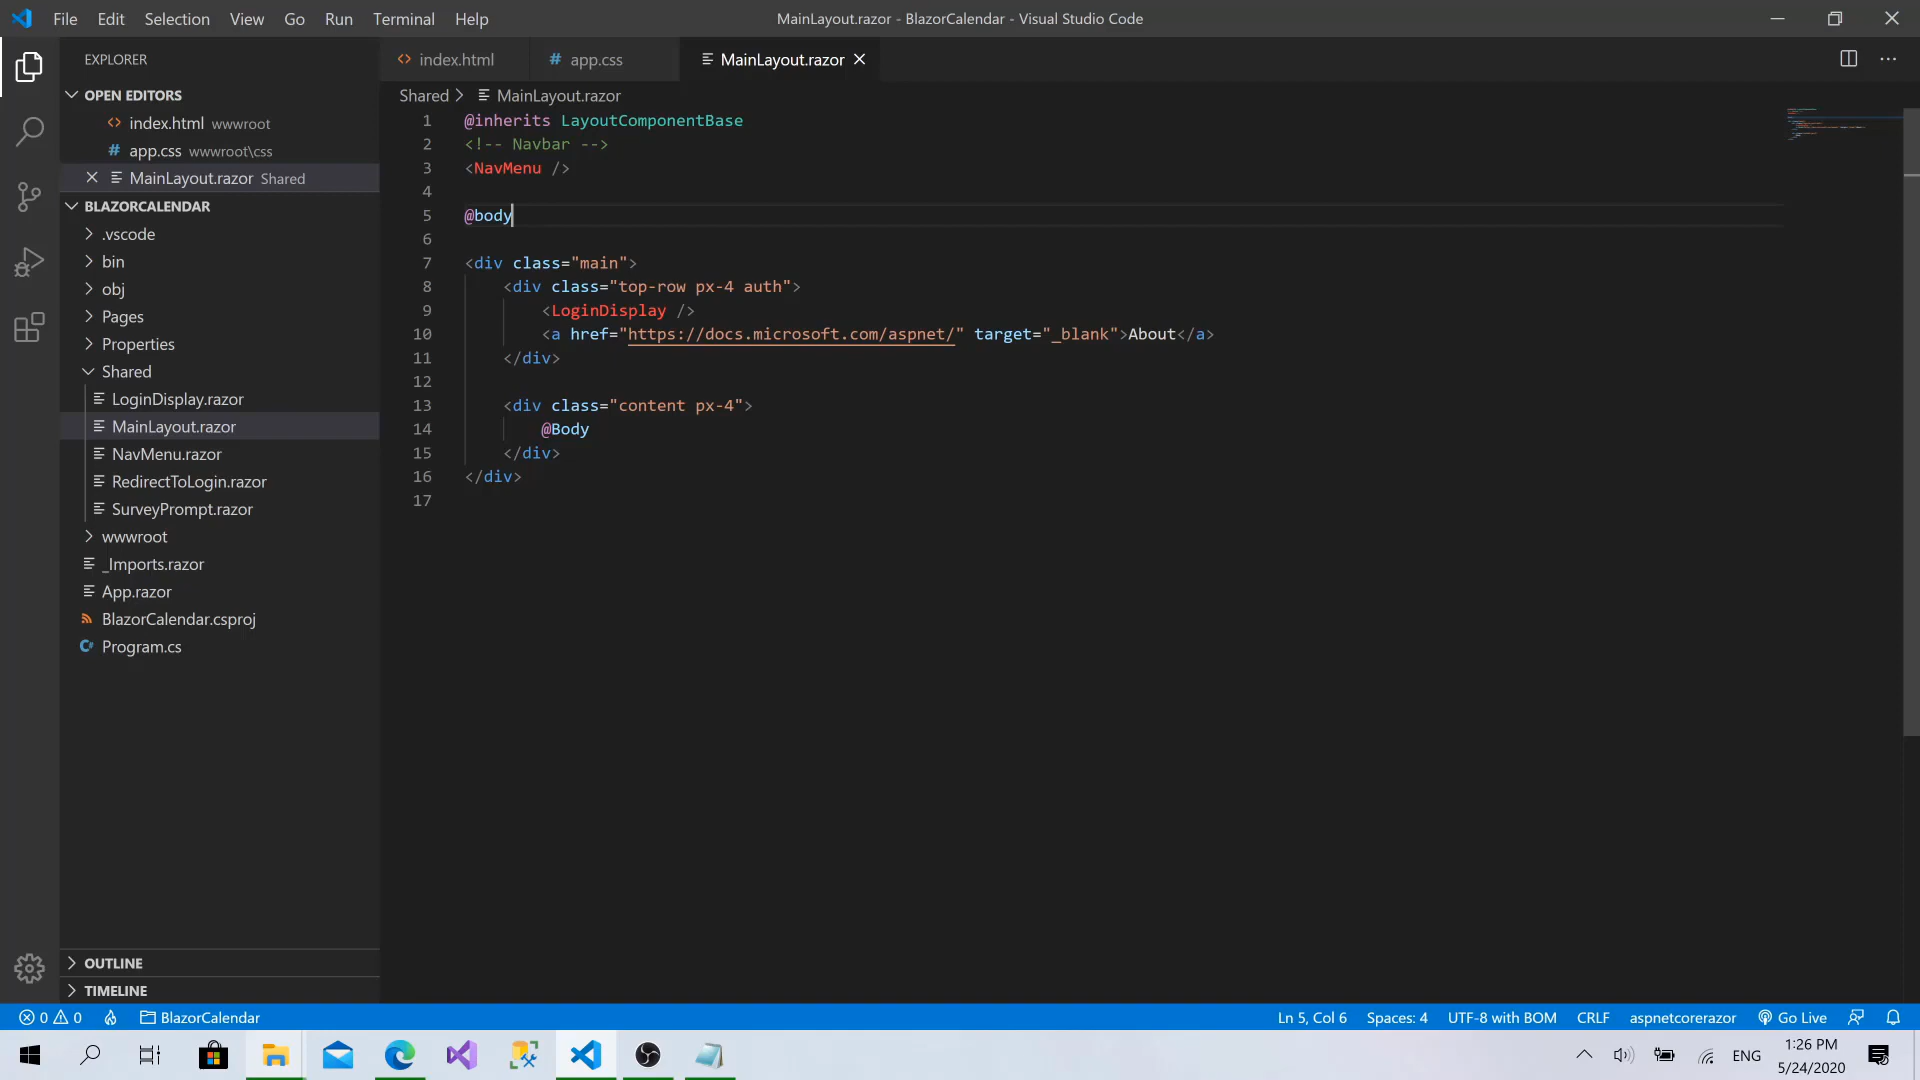 File Edit Selection View Go Run Terminal Help
MainLayout.razor - BlazorCalendar - Visual Studio Code
EXPLORER
OPEN EDITORS
index.html wwwroot
app.css wwwroot\css
MainLayout.razor Shared
BLAZORCALENDAR
.vscode
bin
obj
Pages
Properties
Shared
LoginDisplay.razor
MainLayout.razor
NavMenu.razor
RedirectToLogin.razor
SurveyPrompt.razor
wwwroot
_Imports.razor
App.razor
BlazorCalendar.csproj
Program.cs
OUTLINE
TIMELINE
index.html app.css MainLayout.razor
Shared > MainLayout.razor
1 @inherits LayoutComponentBase
2 <!-- Navbar -->
3 <NavMenu />
4
5 @body
6
7 <div class="main">
8 <div class="top-row px-4 auth">
9 <LoginDisplay />
10 <a href="https://docs.microsoft.com/aspnet/" target="_blank">About</a>
11 </div>
12
13 <div class="content px-4">
14 @Body
15 </div>
16 </div>
17
0 0 BlazorCalendar Ln 5, Col 6 Spaces: 4 UTF-8 with BOM CRLF aspnetcorerazor Go Live
ENG
1:26 PM
5/24/2020